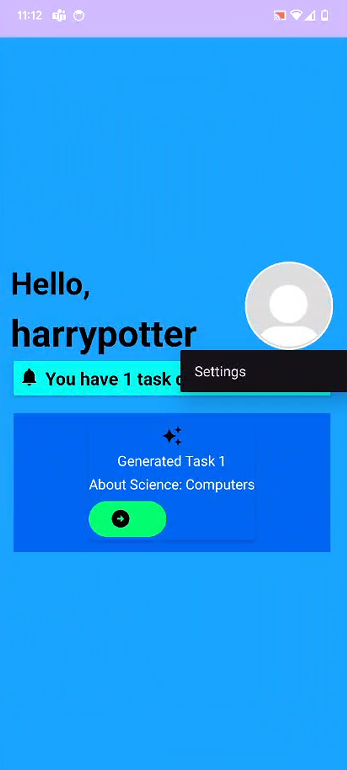 11:12
Hello,
harrypotter
Settings
You have 1 task
Generated Task 1
About Science: Computers